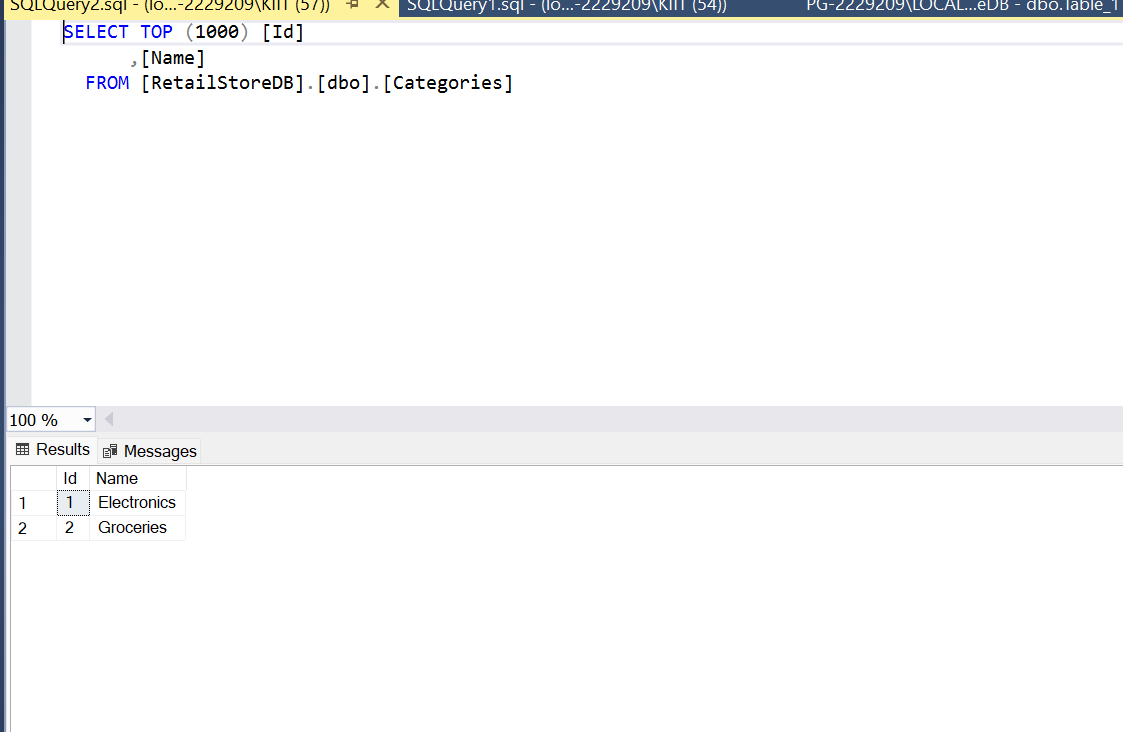 SQLQuery2.sql - (lo...-2229209\KIIT (57))
SQLQuery1.sql - (lo...-2229209\KIIT (54))
PG-2229209\LOCAL...eDB - dbo.Table_1
SELECT TOP (1000) [Id]
,[Name]
FROM [RetailStoreDB].[dbo].[Categories]
100 %
Results Messages
Id Name
1 1 Electronics
2 2 Groceries